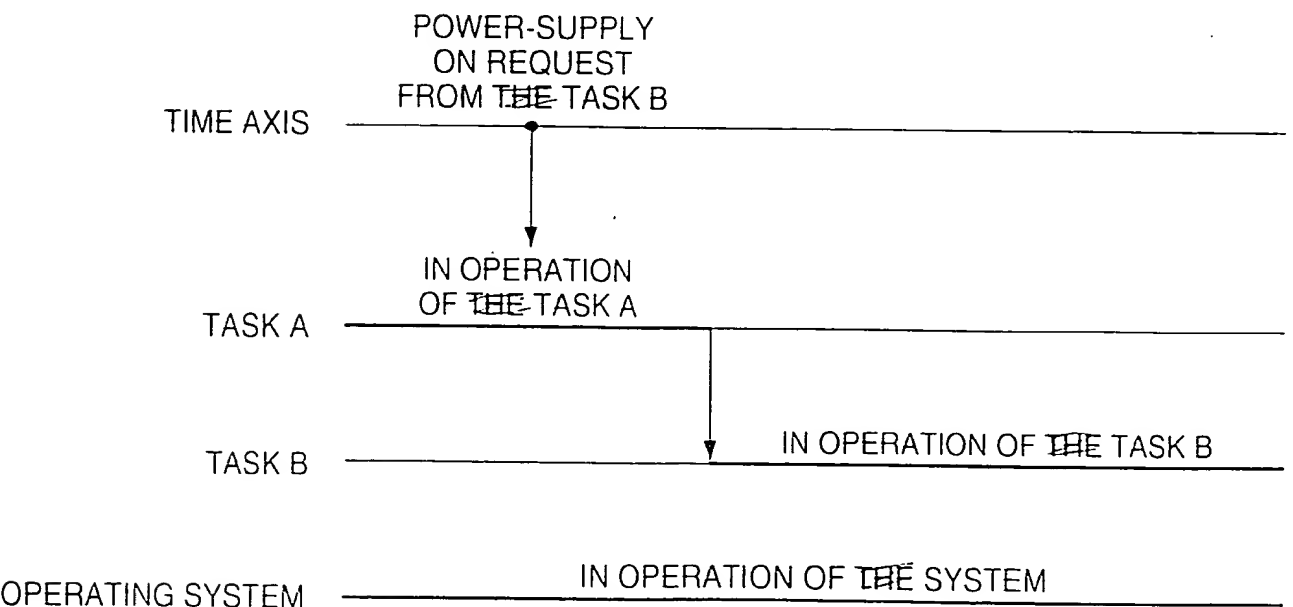 POWER-SUPPLY
ON REQUEST
FROM THE TASK B
TIME AXIS
IN OPERATION
OF THE TASK A
TASK A
IN OPERATION OF THE TASK B
TASK B
IN OPERATION OF THE SYSTEM
OPERATING SYSTEM